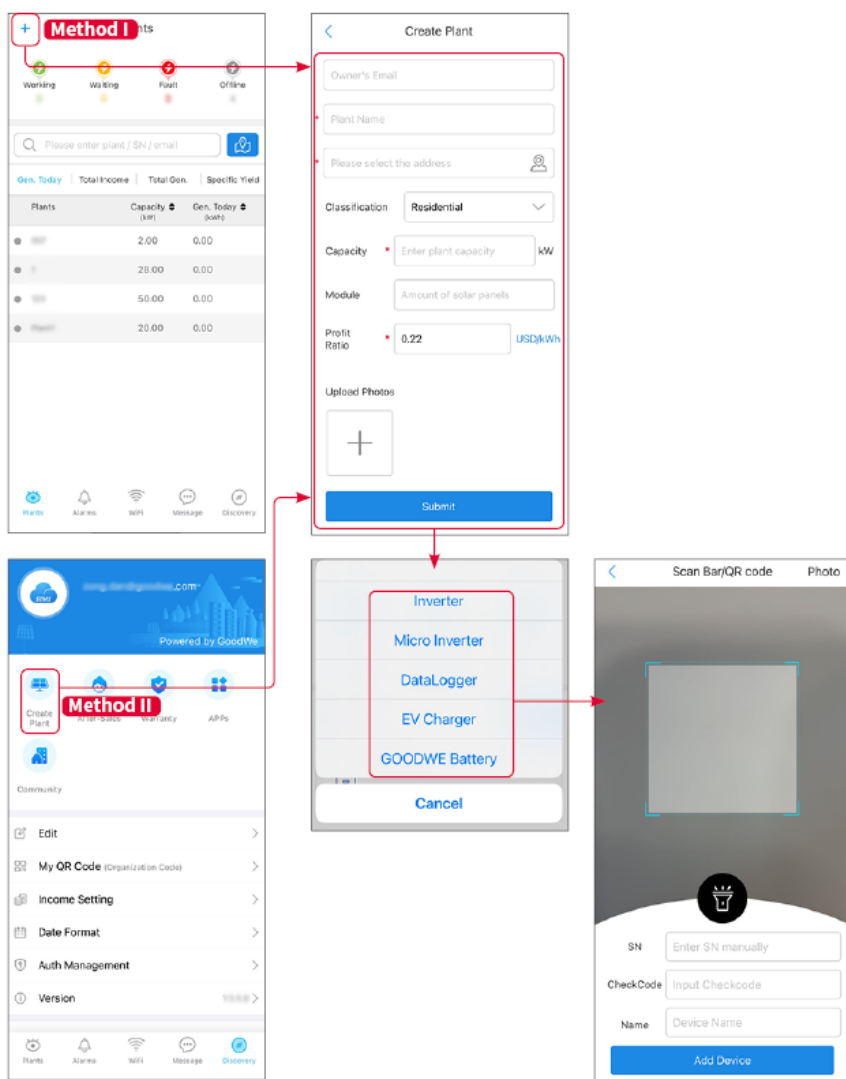 + Method I nts
Working Waiting Fault Offline
Please enter plant / SN / email
Gen. Today Total Income Total Gen. Specific Yield
Plants Capacity (kW) Gen. Today (kWh)
2.00 0.00
1 28.00 0.00
50.00 0.00
20.00 0.00
Plants Alarms WiFi Message Discovery
Create Plant
Owner's Email
* Plant Name
* Please select the address
Classification Residential
Capacity * Enter plant capacity kW
Module Amount of solar panels
Profit
Ratio * 0.22 USD/kWh
Upload Photos
+
Submit
.com
Powered by GoodWe
Create
Plant
Method II
After-Sales Warranty APPs
Community
Edit
My QR Code (Organization Code)
Income Setting
Date Format
Auth Management
Version
Plants Alarms WiFi Message Discovery
Inverter
Micro Inverter
DataLogger
EV Charger
GOODWE Battery
Cancel
Scan Bar/QR code Photo
SN Enter SN manually
CheckCode Input Checkcode
Name Device Name
Add Device